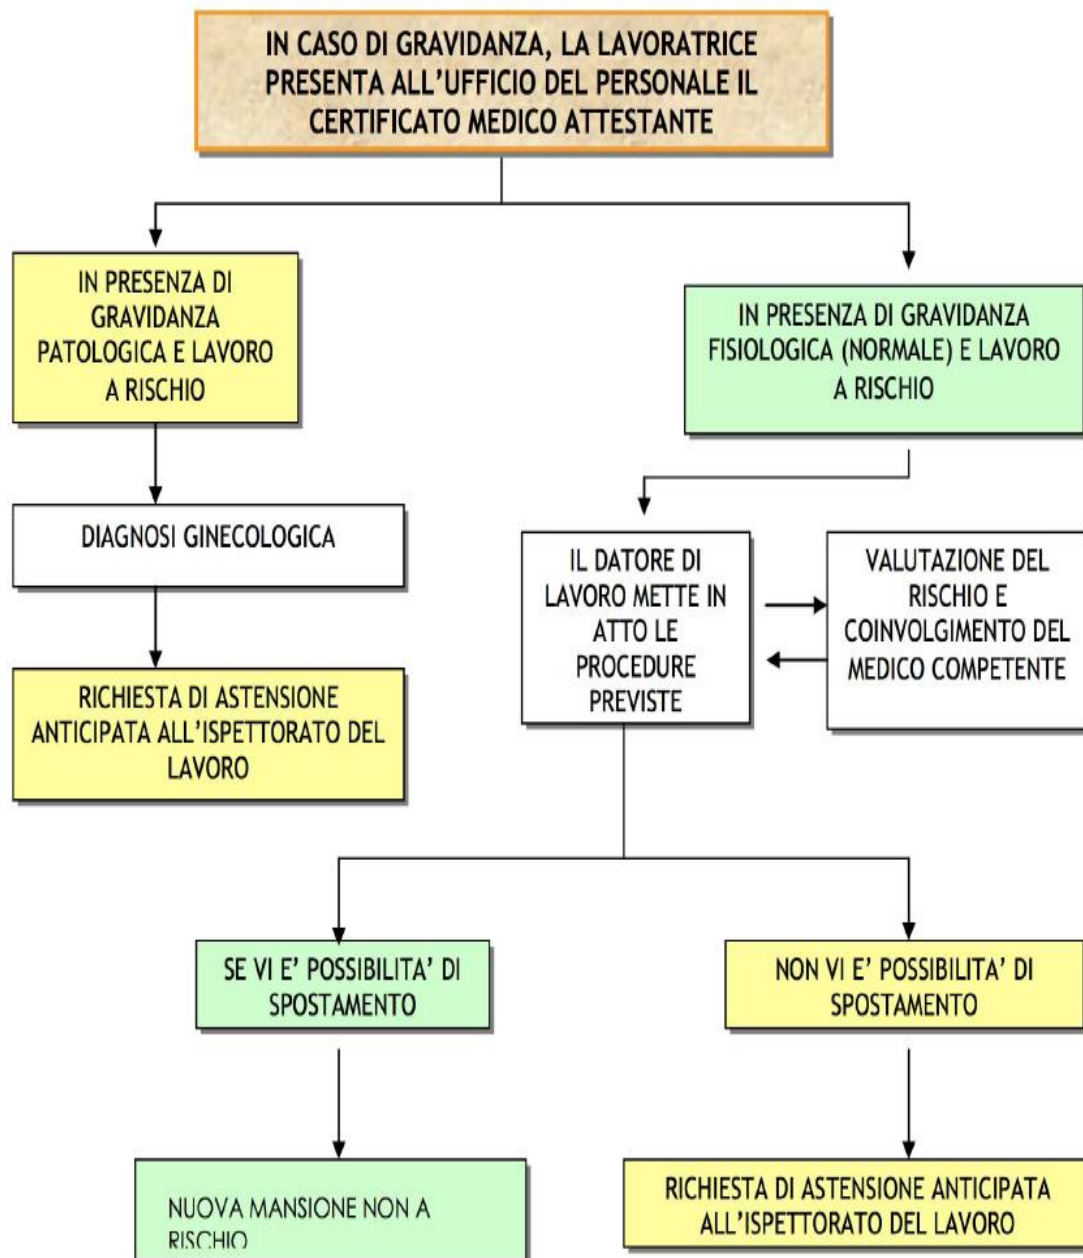 IN CASO DI GRAVIDANZA, LA LAVORATRICE
PRESENTA ALL'UFFICIO DEL PERSONALE IL
CERTIFICATO MEDICO ATTESTANTE
IN PRESENZA DI
GRAVIDANZA
PATOLOGICA E LAVORO
A RISCHIO
IN PRESENZA DI GRAVIDANZA
FISIOLOGICA (NORMALE) E LAVORO
A RISCHIO
DIAGNOSI GINECOLOGICA
IL DATORE DI
LAVORO METTE IN
ATTO LE
PROCEDURE
PREVISTE
VALUTAZIONE DEL
RISCHIO E
COINVOLGIMENTO DEL
MEDICO COMPETENTE
RICHIESTA DI ASTENSIONE
ANTICIPATA ALL'ISPETTORATO DEL
LAVORO
SE VI E' POSSIBILITA' DI
SPOSTAMENTO
NON VI E' POSSIBILITA' DI
SPOSTAMENTO
NUOVA MANSIONE NON A
RISCHIO
RICHIESTA DI ASTENSIONE ANTICIPATA
ALL'ISPETTORATO DEL LAVORO